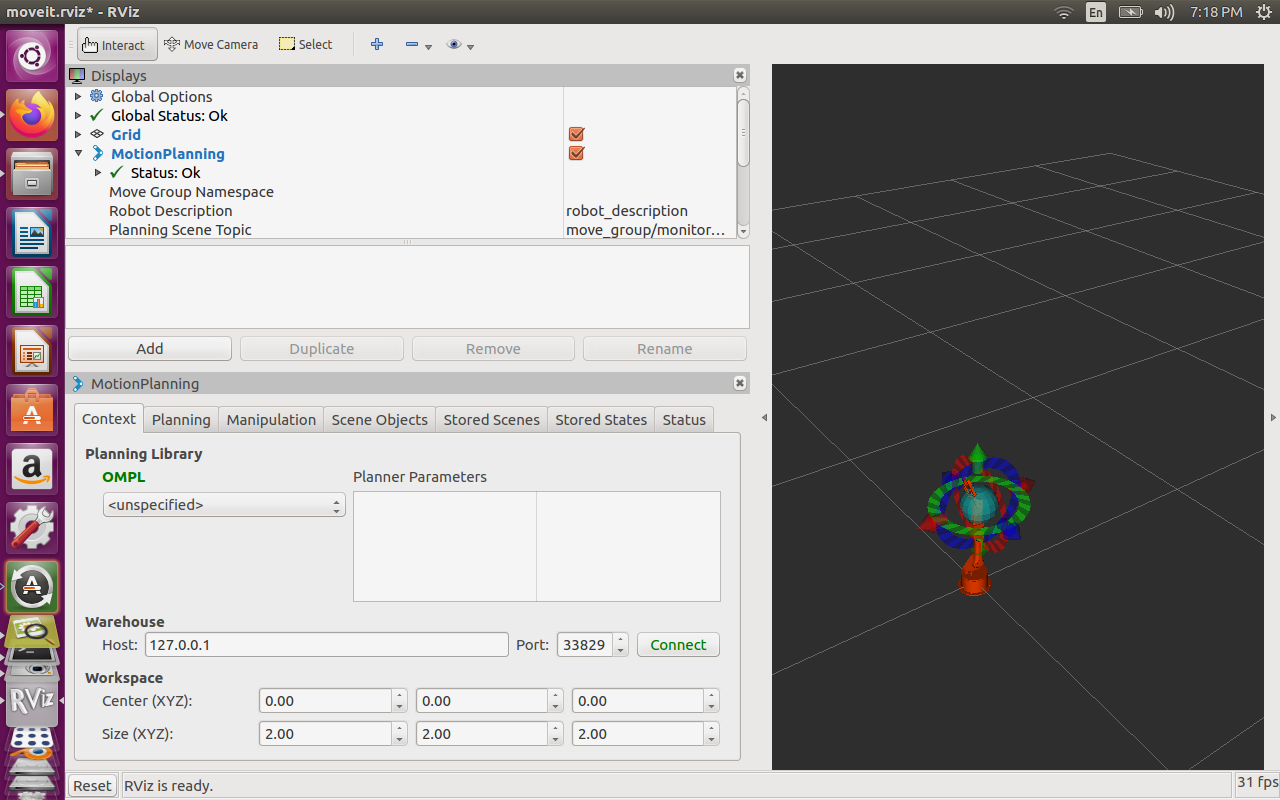 moveit.rviz* - RViz
En
7:18 PM
Interact
Move Camera
Select
Displays
Global Options
Global Status: Ok
Grid
MotionPlanning
Status: Ok
Move Group Namespace
Robot Description
robot_description
Planning Scene Topic
move_group/monitor...
Add
Duplicate
Remove
Rename
MotionPlanning
Context
Planning
Manipulation
Scene Objects
Stored Scenes
Stored States
Status
Planning Library
OMPL
Planner Parameters
<unspecified>
Warehouse
Host:
127.0.0.1
Port:
33829
Connect
Workspace
Center (XYZ):
0.00
0.00
0.00
Size (XYZ):
2.00
2.00
2.00
RViz
Reset
RViz is ready.
31 fps